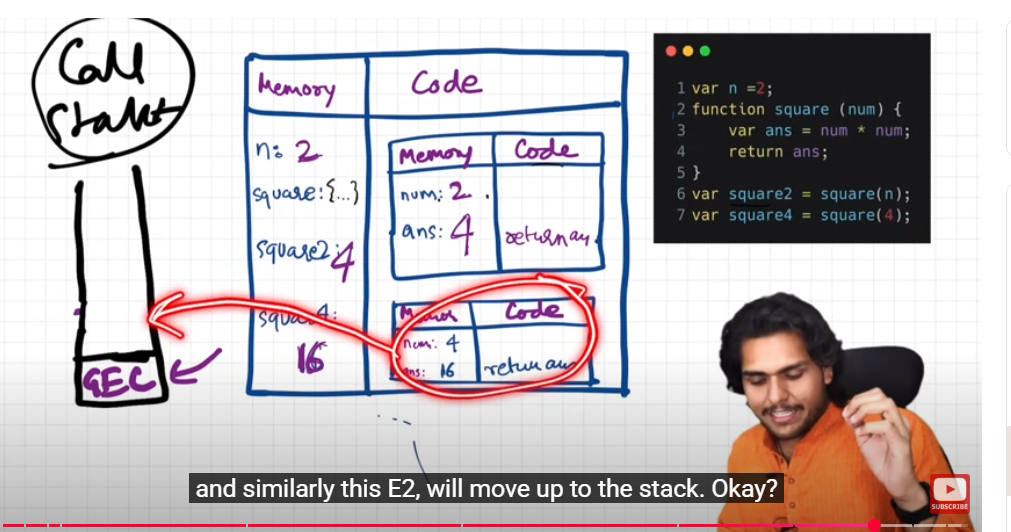 Call
Stack
Memory
Code
n: 2
square:{...}
square2: 4
square4:
16
Memory
Code
num: 2
ans: 4
return an
Code
num: 4
ans: 16
return an
GEC
1 var n =2;
2 function square (num) {
3 var ans = num * num;
4 return ans;
5 }
6 var square2 = square(n);
7 var square4 = square(4);
and similarly this E2, will move up to the stack. Okay?
SUBSCRIBE